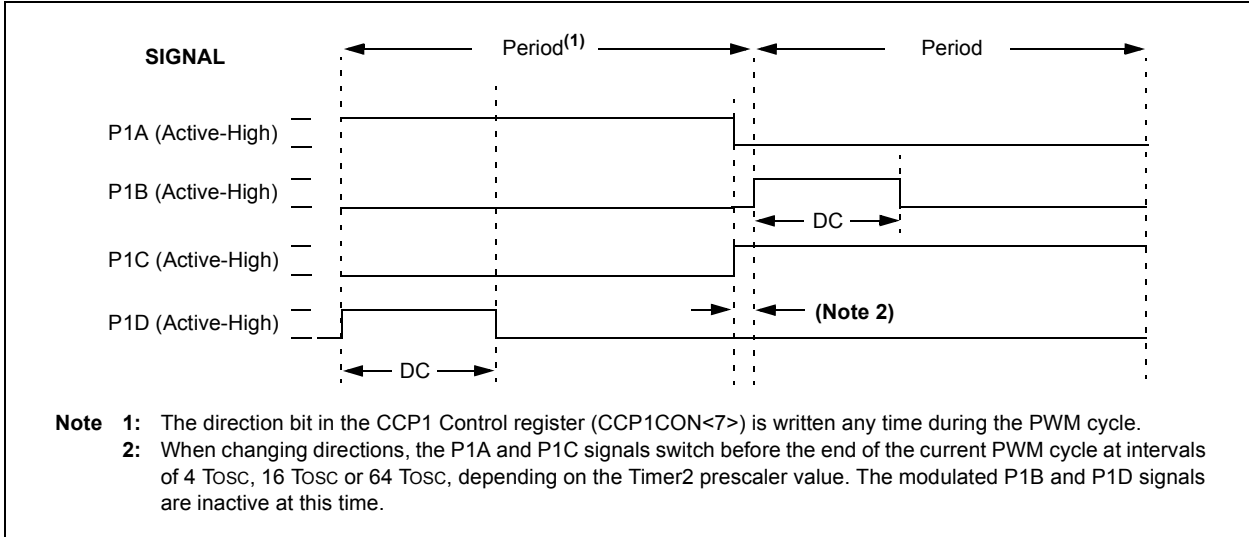 SIGNAL
Period(1)
Period
P1A (Active-High)
P1B (Active-High)
DC
P1C (Active-High)
P1D (Active-High)
(Note 2)
DC
Note 1: The direction bit in the CCP1 Control register (CCP1CON<7>) is written any time during the PWM cycle.
2: When changing directions, the P1A and P1C signals switch before the end of the current PWM cycle at intervals
of 4 TOSC, 16 TOSC or 64 TOSC, depending on the Timer2 prescaler value. The modulated P1B and P1D signals
are inactive at this time.